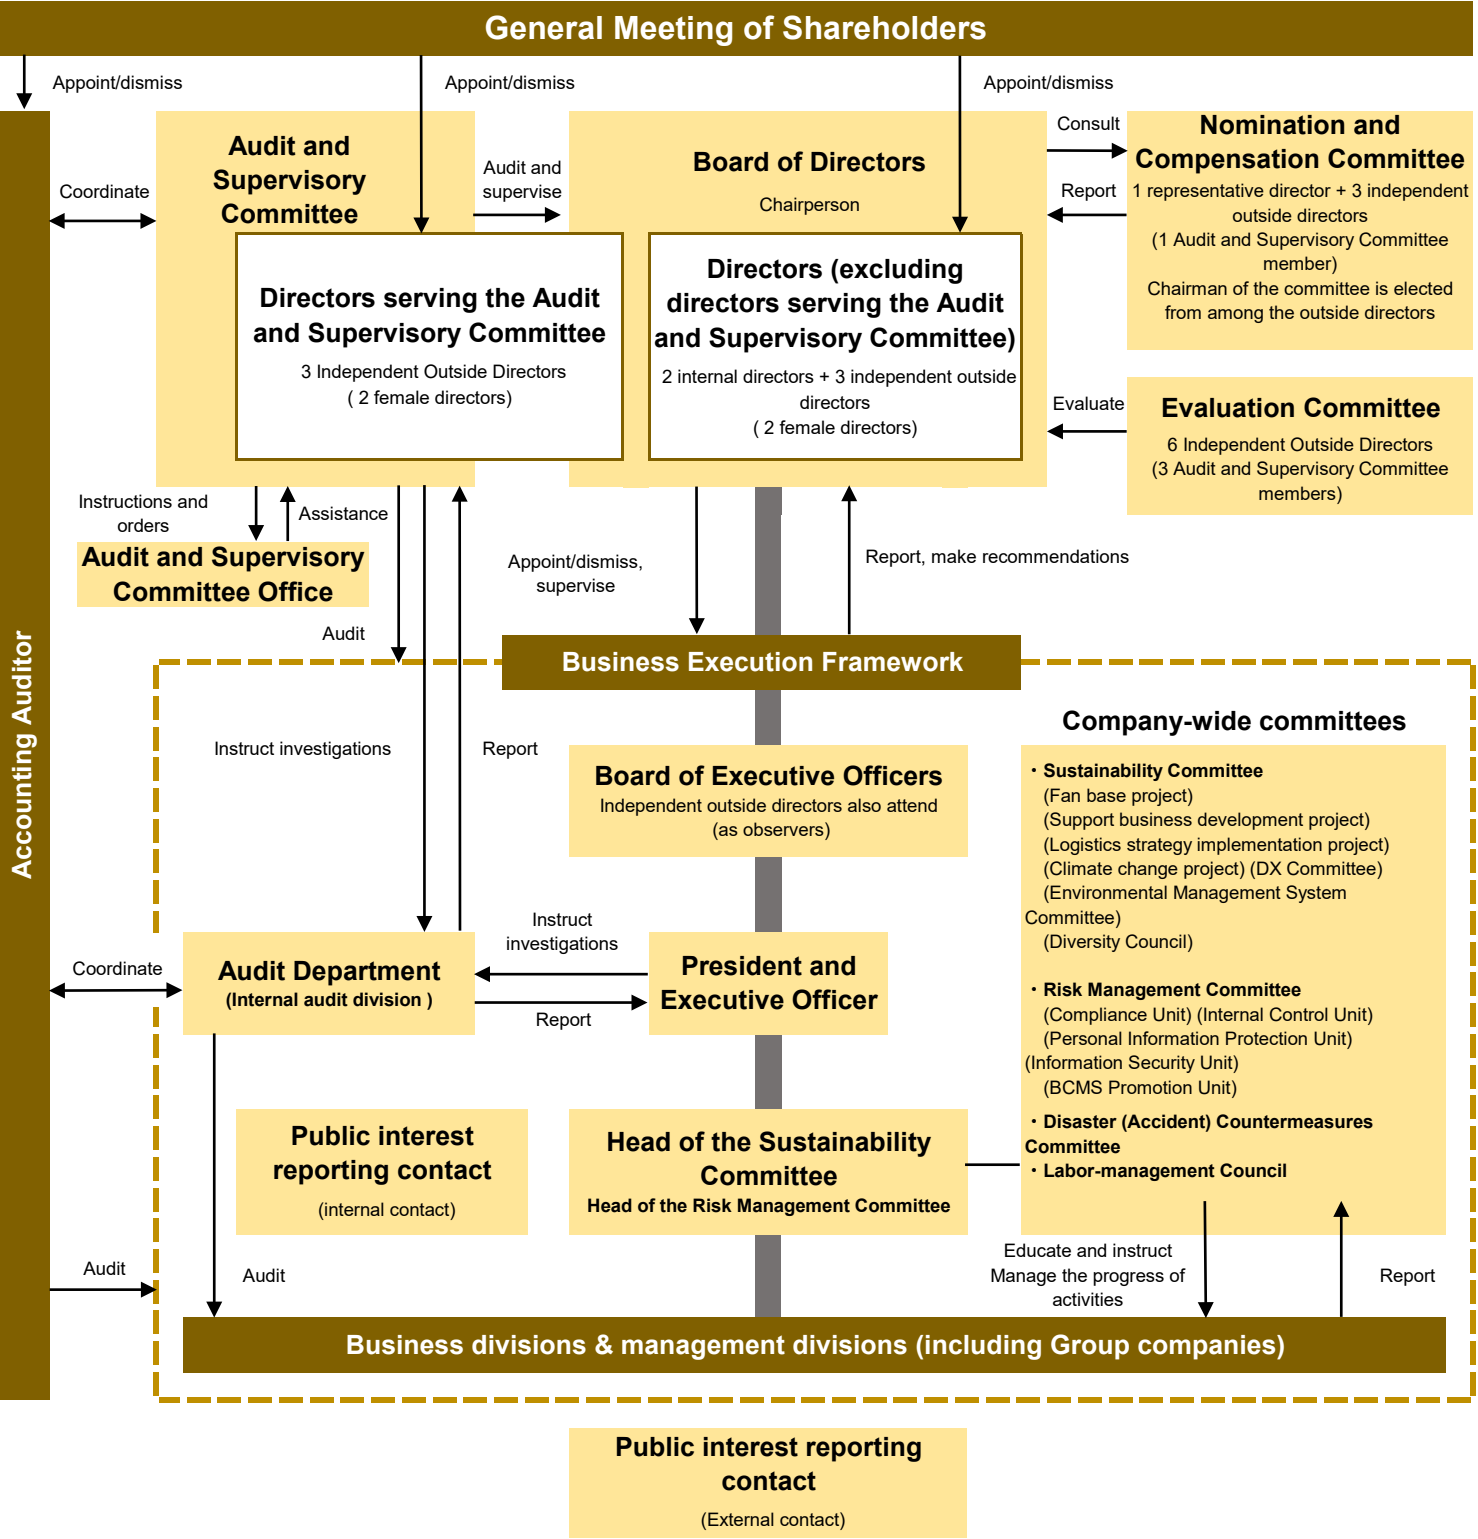 General Meeting of Shareholders
Appoint/dismiss
Appoint/dismiss
Appoint/dismiss
Accounting Auditor
Coordinate
Audit and
Supervisory
Committee
Audit and
supervise
Directors serving the Audit
and Supervisory Committee
3 Independent Outside Directors
( 2 female directors)
Board of Directors
Chairperson
Directors (excluding
directors serving the Audit
and Supervisory Committee)
2 internal directors + 3 independent outside
directors
( 2 female directors)
Consult
Report
Nomination and
Compensation Committee
1 representative director + 3 independent
outside directors
(1 Audit and Supervisory Committee
member)
Chairman of the committee is elected
from among the outside directors
Evaluate
Evaluation Committee
6 Independent Outside Directors
(3 Audit and Supervisory Committee
members)
Instructions and
orders
Assistance
Audit and Supervisory
Committee Office
Audit
Appoint/dismiss,
supervise
Report, make recommendations
Business Execution Framework
Instruct investigations
Report
Board of Executive Officers
Independent outside directors also attend
(as observers)
Company-wide committees
・Sustainability Committee
(Fan base project)
(Support business development project)
(Logistics strategy implementation project)
(Climate change project) (DX Committee)
(Environmental Management System
Committee)
(Diversity Council)
・Risk Management Committee
(Compliance Unit) (Internal Control Unit)
(Personal Information Protection Unit)
(Information Security Unit)
(BCMS Promotion Unit)
・Disaster (Accident) Countermeasures
Committee
・Labor-management Council
Coordinate
Audit Department
(Internal audit division )
Instruct
investigations
Report
President and
Executive Officer
Public interest
reporting contact
(internal contact)
Head of the Sustainability
Committee
Head of the Risk Management Committee
Audit
Audit
Educate and instruct
Manage the progress of
activities
Report
Business divisions & management divisions (including Group companies)
Public interest reporting
contact
(External contact)